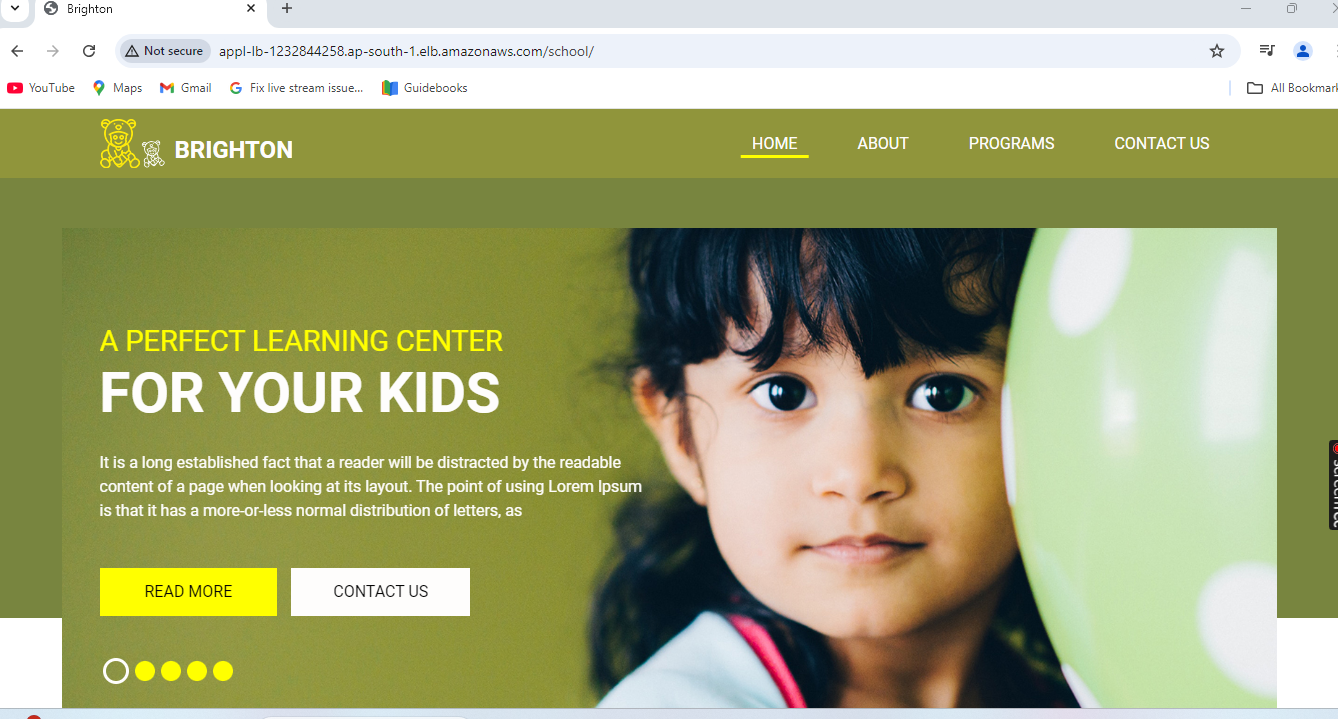 Brighton
Not secure
appl-lb-1232844258.ap-south-1.elb.amazonaws.com/school/
YouTube Maps Gmail Fix live stream issue... Guidebooks All Bookmar
BRIGHTON HOME ABOUT PROGRAMS CONTACT US
A PERFECT LEARNING CENTER
FOR YOUR KIDS
It is a long established fact that a reader will be distracted by the readable
content of a page when looking at its layout. The point of using Lorem Ipsum
is that it has a more-or-less normal distribution of letters, as
READ MORE CONTACT US